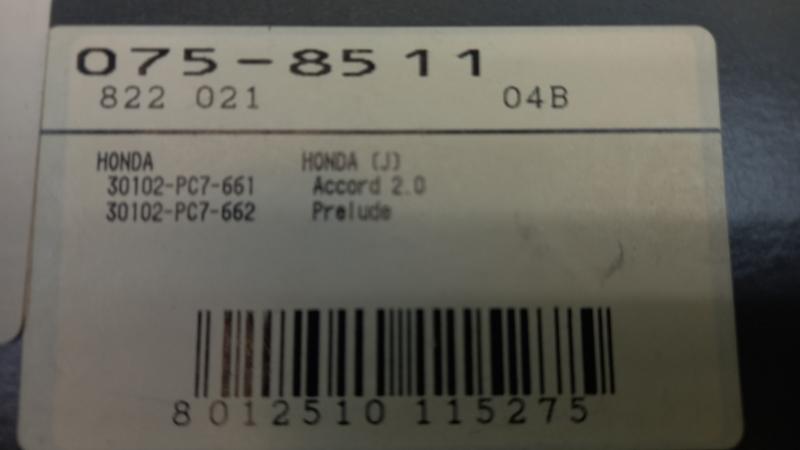 075-8511
822 021 04B
HONDA HONDA (J)
30102-PC7-661 Accord 2.0
30102-PC7-662 Prelude
8 012510 115275